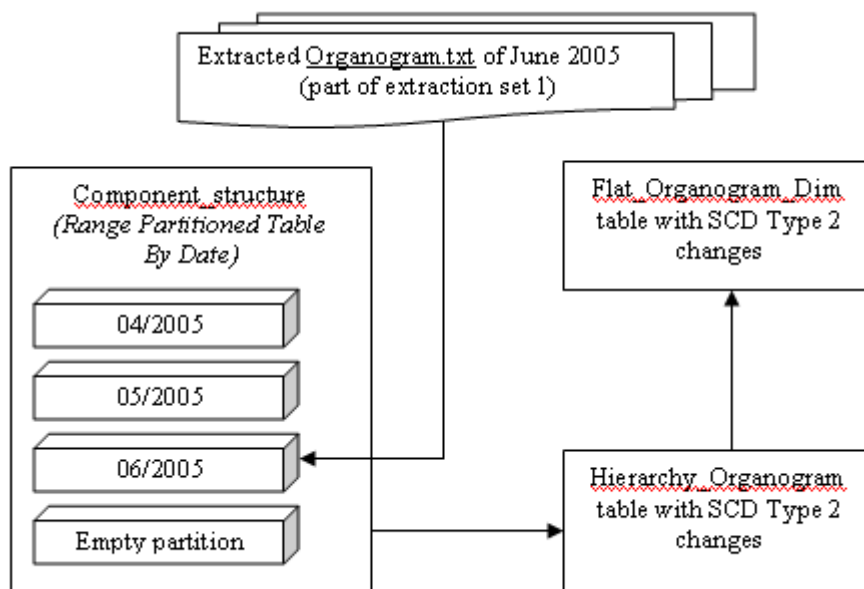 Extracted Organogram.txt of June 2005
(part of extraction set 1)
Component_structure
(Range Partitioned Table
By Date)
04/2005
05/2005
06/2005
Empty partition
Flat_Organogram_Dim
table with SCD Type 2
changes
Hierarchy_Organogram
table with SCD Type 2
changes